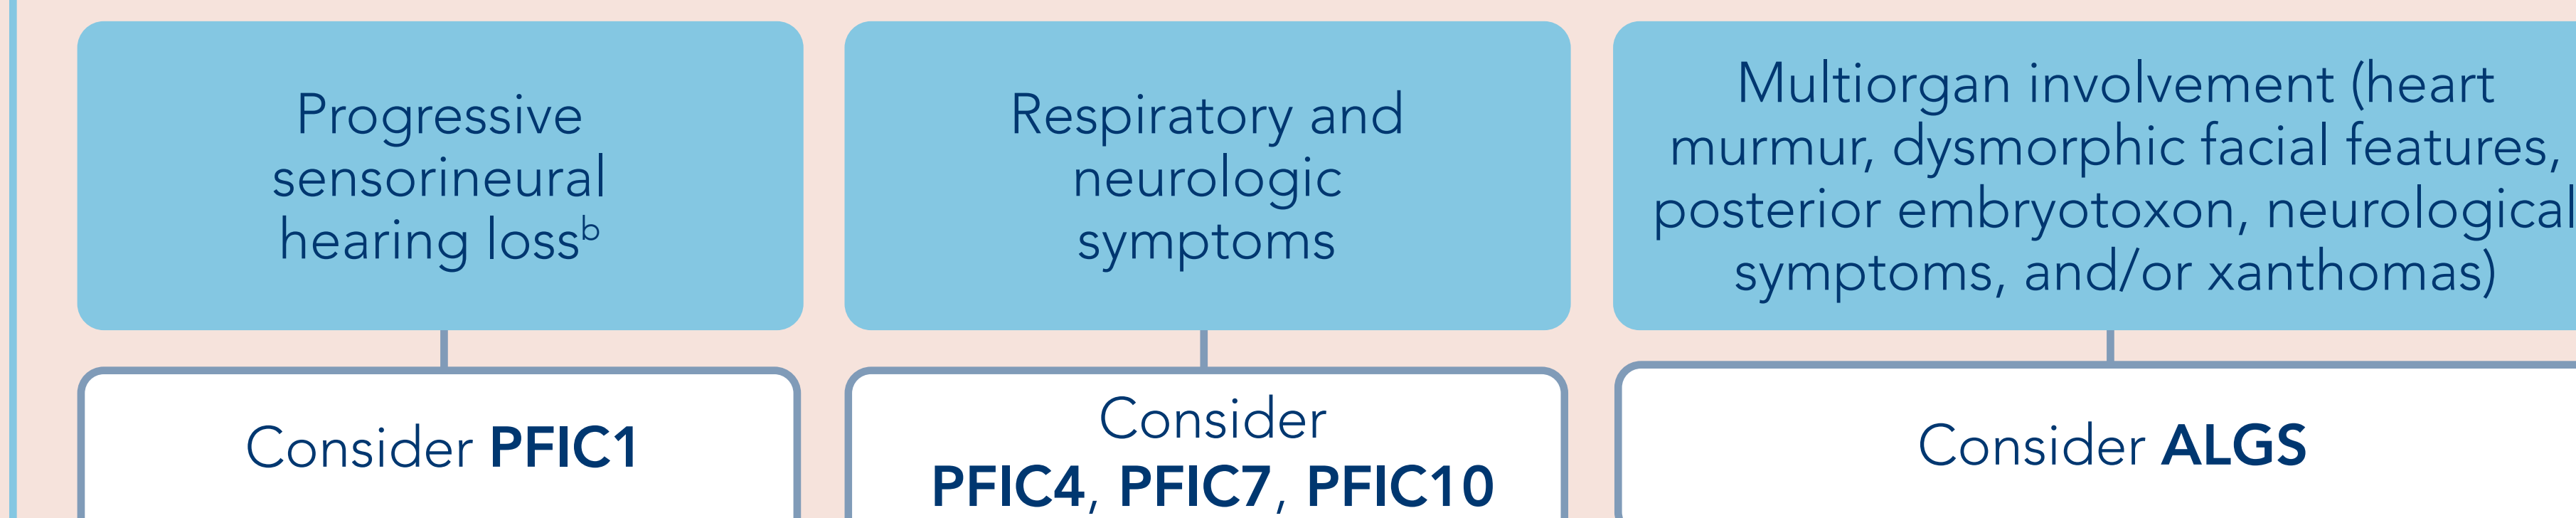 Progressive
sensorineural
hearing lossᵇ
Consider PFIC1
Respiratory and
neurologic
symptoms
Consider
PFIC4, PFIC7, PFIC10
Multiorgan involvement (heart
murmur, dysmorphic facial features,
posterior embryotoxon, neurological
symptoms, and/or xanthomas)
Consider ALGS